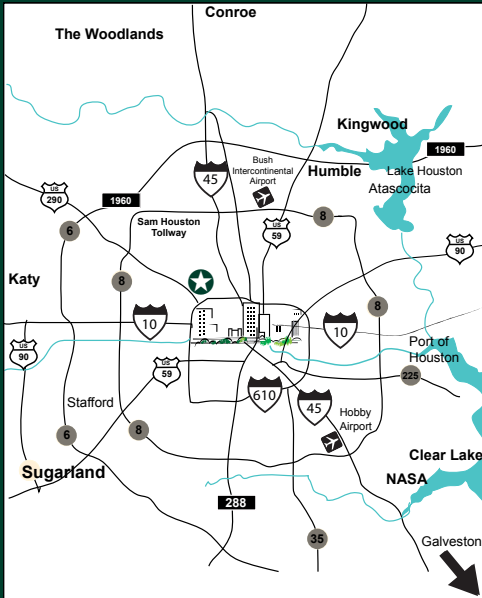 Conroe
The Woodlands
Kingwood
1960
Bush
Intercontinental
Airport
Humble
Lake Houston
Atascocita
45
US
290
1960
6
Sam Houston
Tollway
8
US
59
US
90
Katy
8
8
10
10
Port of
Houston
US
90
US
59
225
Stafford
610
45
Hobby
Airport
6
8
Sugarland
Clear Lake
NASA
288
35
Galveston